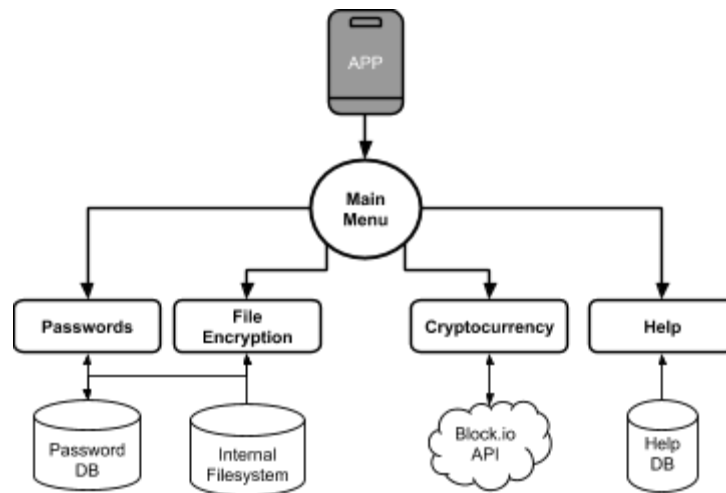 APP
Main
Menu
Passwords
File
Encryption
Cryptocurrency
Help
Password
DB
Internal
Filesystem
Block.io
API
Help
DB